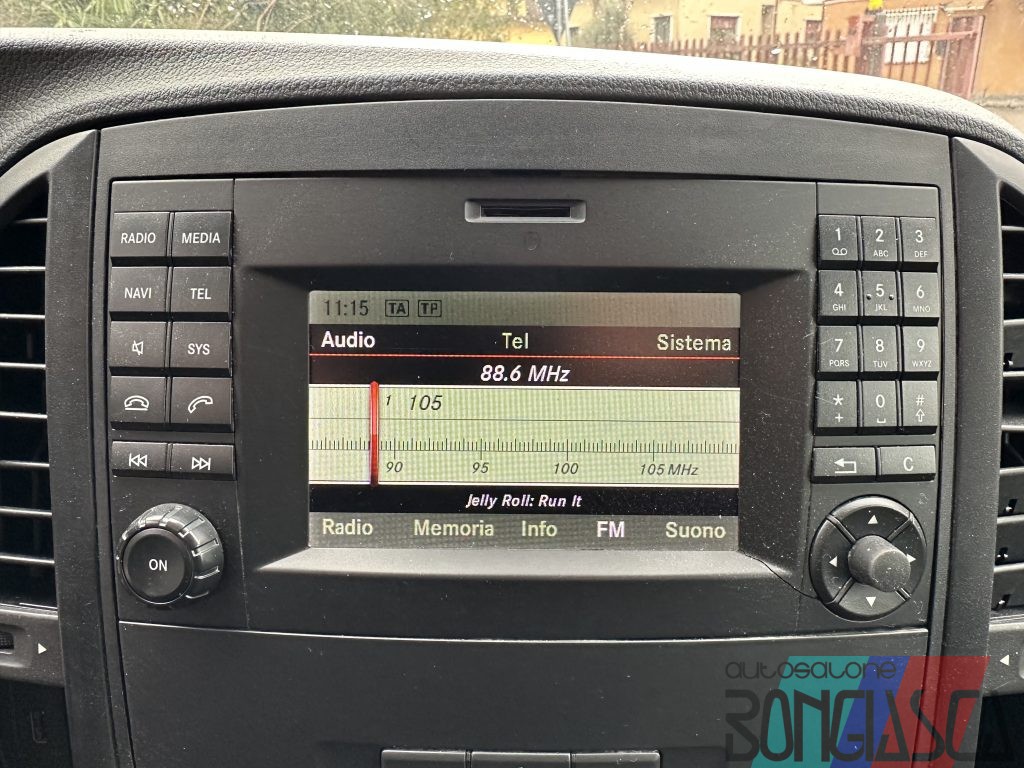 RADIO MEDIA
NAVI TEL
SYS
ON
11:15 TA TP
Audio Tel Sistema
88.6 MHz
1 105
90 95 100 105 MHz
Jelly Roll: Run It
Radio Memoria Info FM Suono
1 2 ABC 3 DEF
4 GHI 5 JKL 6 MNO
7 PQRS 8 TUV 9 WXYZ
* + 0 #
C
autosalone
BONGIASCA